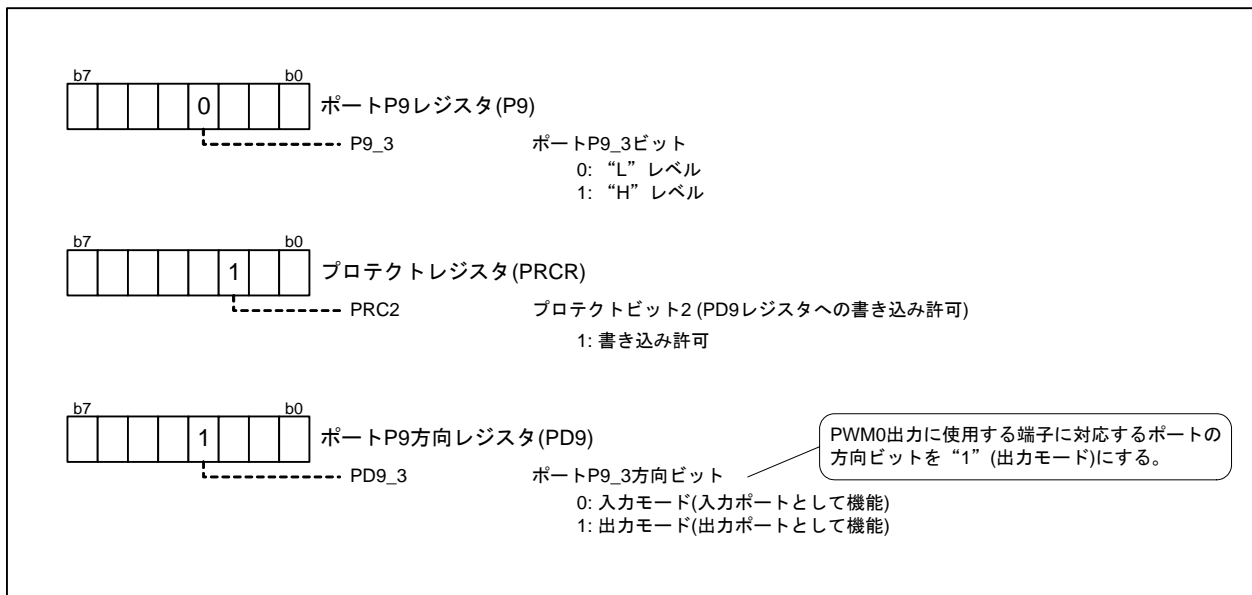 b7 b0
0 ポートP9レジスタ(P9)
P9_3 ポートP9_3ビット
0: “L”レベル
1: “H”レベル
b7 b0
1 プロテクトレジスタ(PRCR)
PRC2 プロテクトビット2 (PD9レジスタへの書き込み許可)
1: 書き込み許可
b7 b0
1 ポートP9方向レジスタ(PD9)
PD9_3 ポートP9_3方向ビット
0: 入力モード(入力ポートとして機能)
1: 出力モード(出力ポートとして機能)
PWM0出力に使用する端子に対応するポートの
方向ビットを“1”(出力モード)にする。